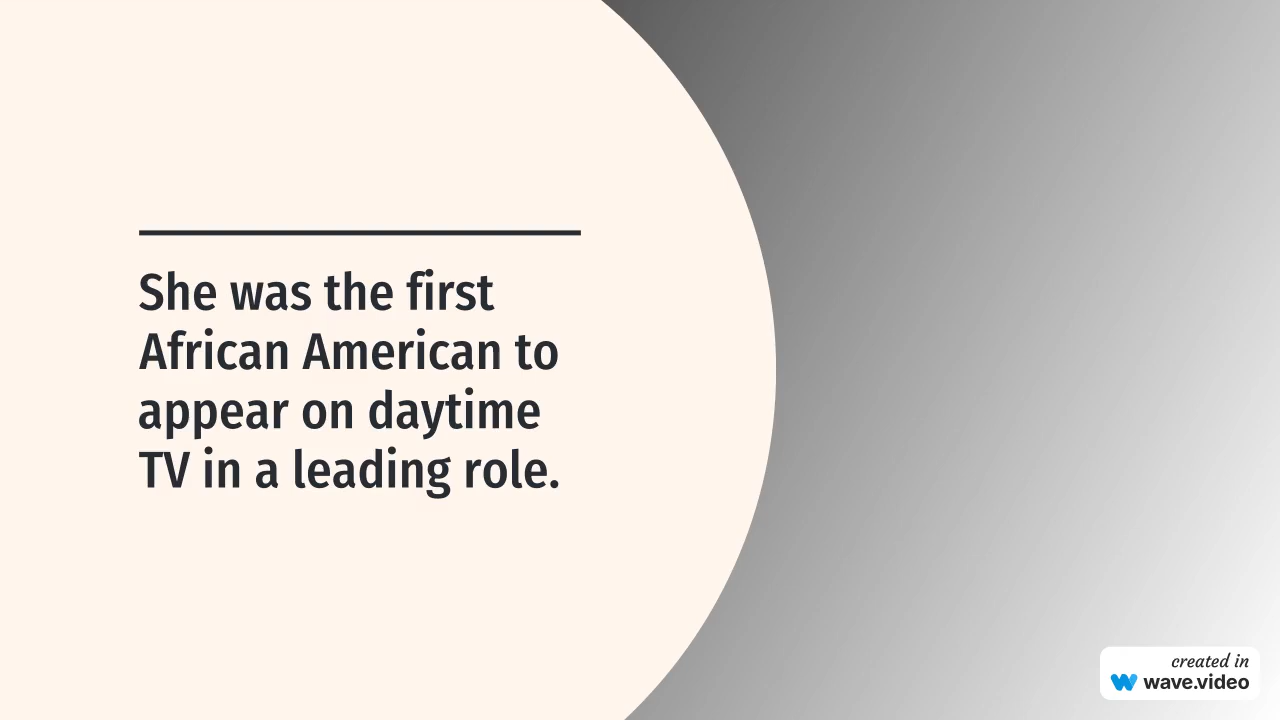 She was the first
African American to
appear on daytime
TV in a leading role.
created in
wave.video